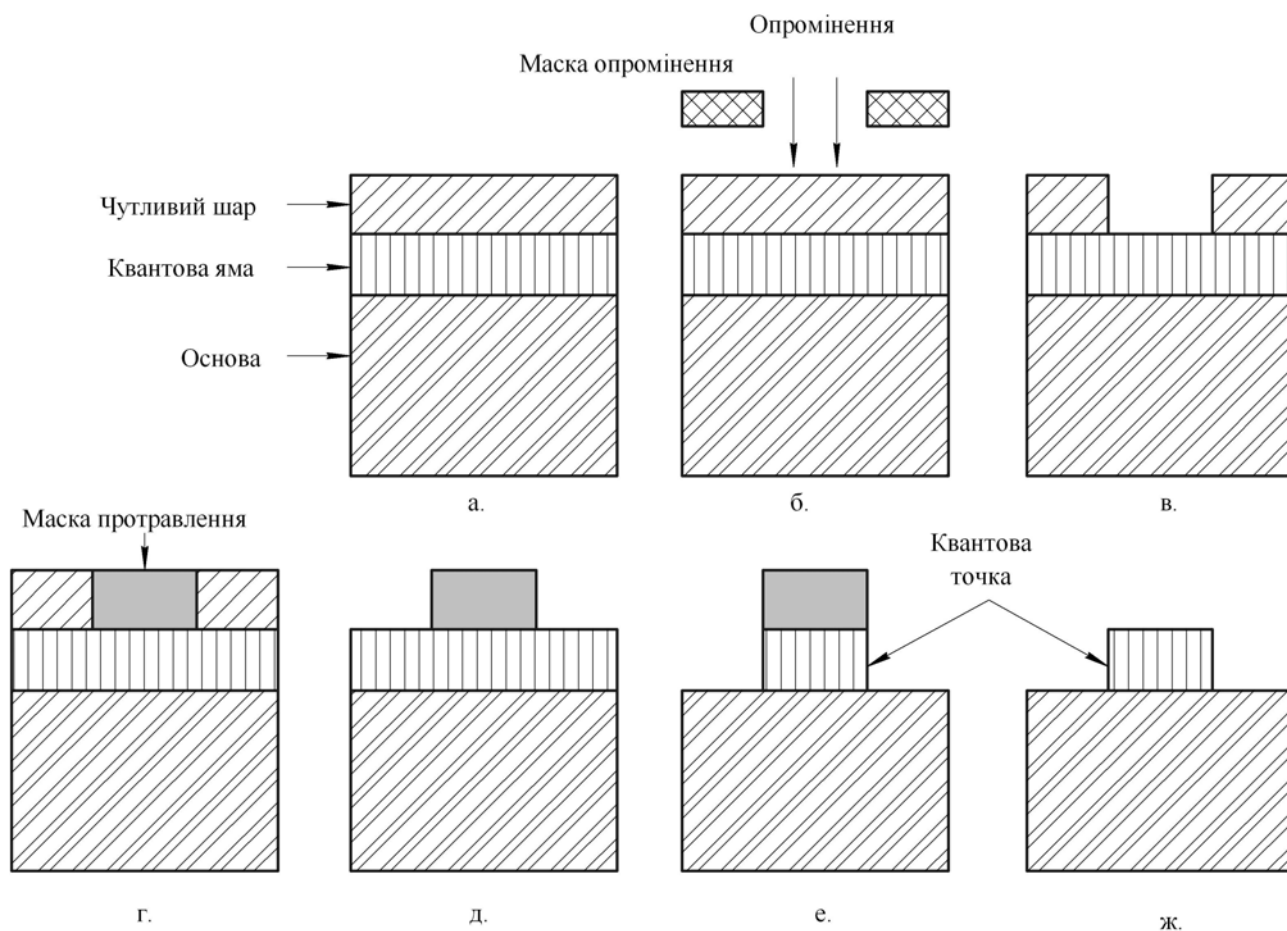 Опромінення
Маска опромінення
Чутливий шар
Квантова яма
Основа
а.
б.
в.
Маска протравлення
Квантова
точка
г.
д.
е.
ж.